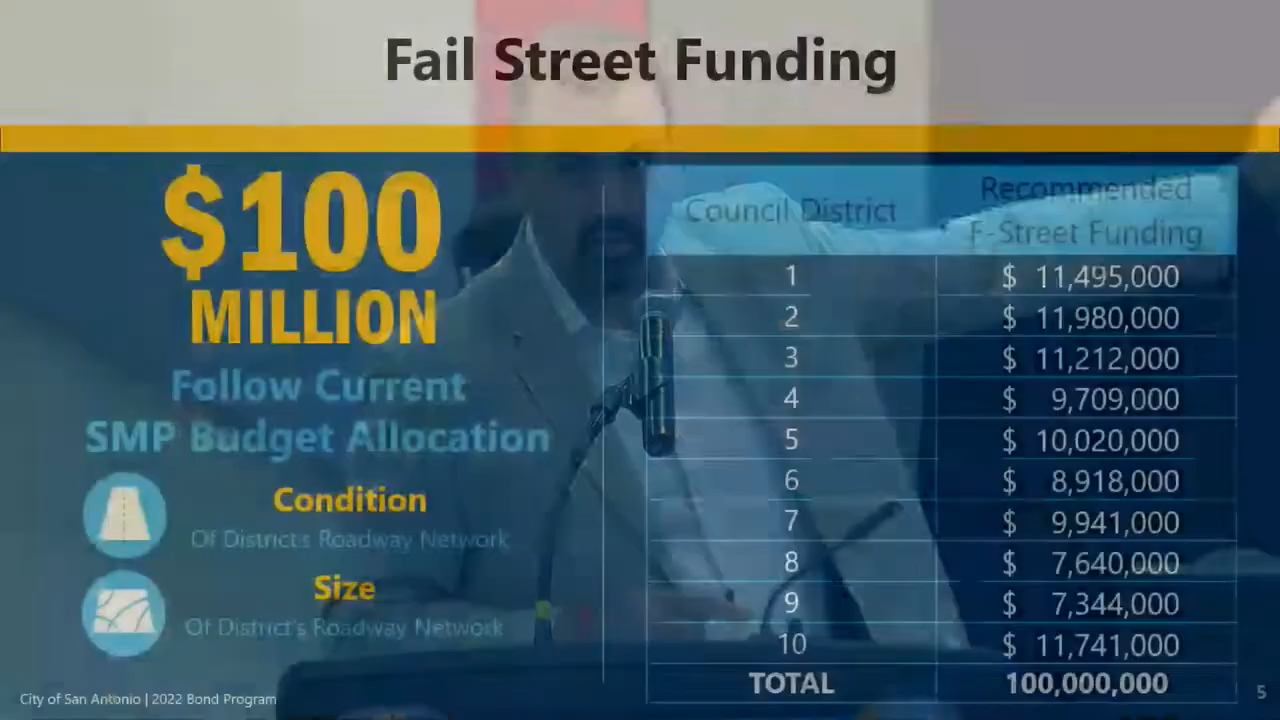 Fail Street Funding
$100
MILLION
Follow Current
SMP Budget Allocation
Condition
Of District's Roadway Network
Size
Of District's Roadway Network
Council District Recommended F-Street Funding
1 $ 11,495,000
2 $ 11,980,000
3 $ 11,212,000
4 $ 9,709,000
5 $ 10,020,000
6 $ 8,918,000
7 $ 9,941,000
8 $ 7,640,000
9 $ 7,344,000
10 $ 11,741,000
TOTAL 100,000,000
City of San Antonio | 2022 Bond Program
5